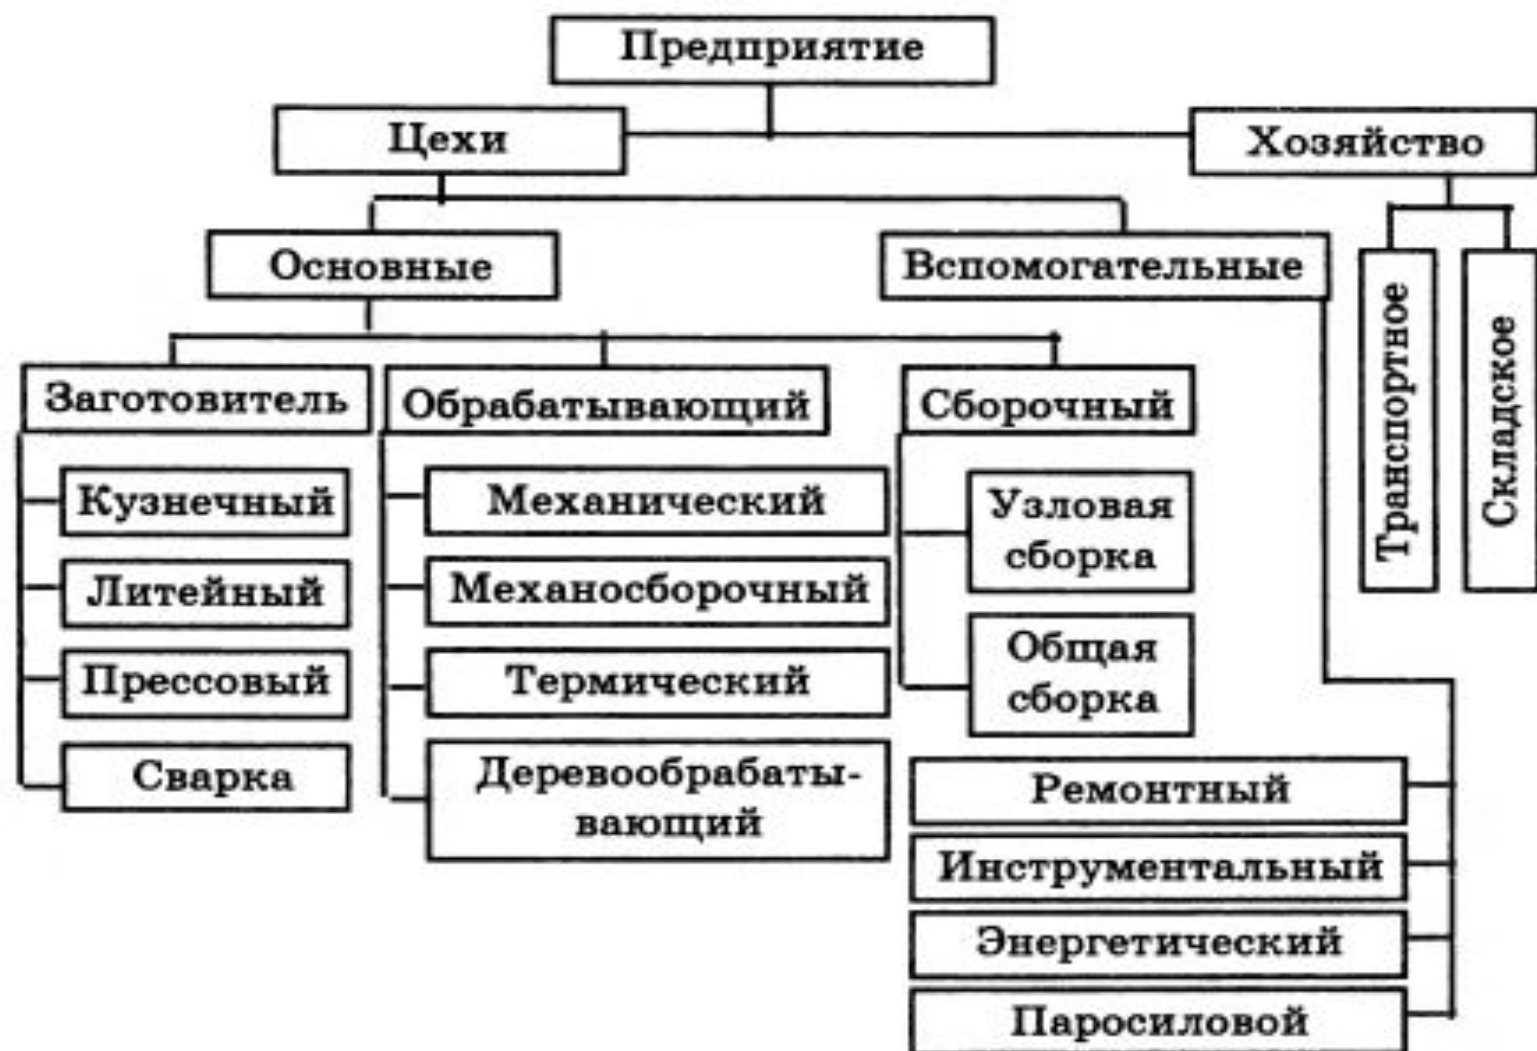 Предприятие
Цехи
Хозяйство
Основные
Вспомогательные
Транспортное
Складское
Заготовитель
Обрабатывающий
Сборочный
Кузнечный
Литейный
Прессовый
Сварка
Механический
Механосборочный
Термический
Деревообрабаты-
вающий
Узловая
сборка
Общая
сборка
Ремонтный
Инструментальный
Энергетический
Паросиловой